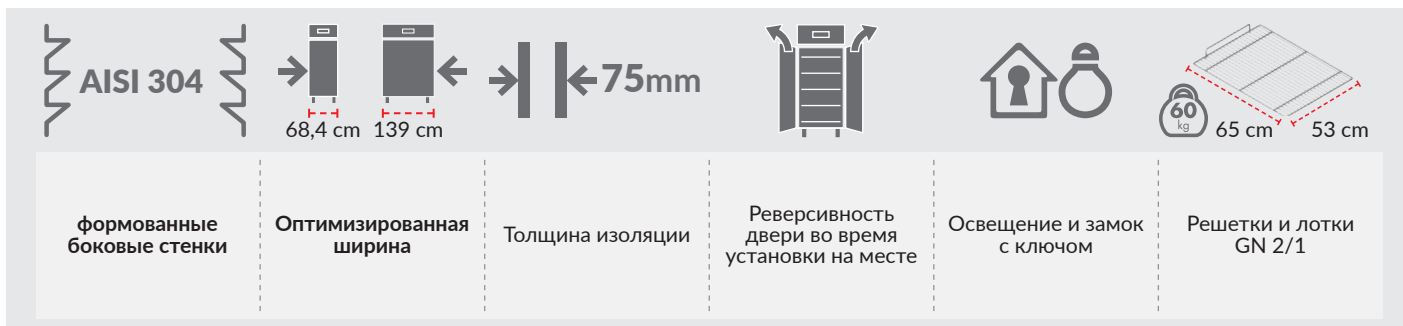 AISI 304
68,4 cm
139 cm
75mm
60
kg
65 cm
53 cm
формованные
боковые стенки
Оптимизированная
ширина
Толщина изоляции
Реверсивность
двери во время
установки на месте
Освещение и замок
с ключом
Решетки и лотки
GN 2/1